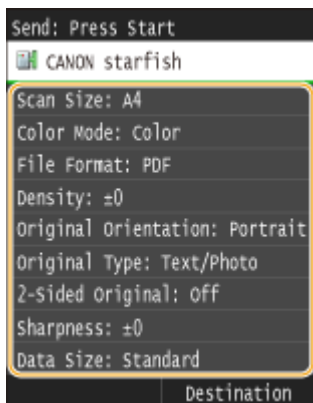 Send: Press Start
CANON starfish
Scan Size: A4
Color Mode: Color
File Format: PDF
Density: ±0
Original Orientation: Portrait
Original Type: Text/Photo
2-Sided Original: Off
Sharpness: ±0
Data Size: Standard
Destination